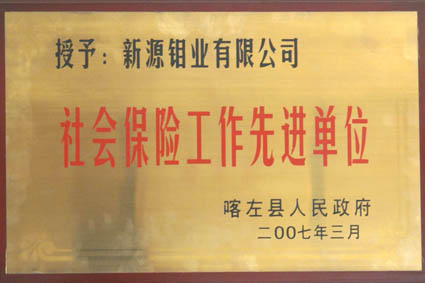 授予：新源钼业有限公司
社会保险工作先进单位
喀左县人民政府
二00七年三月